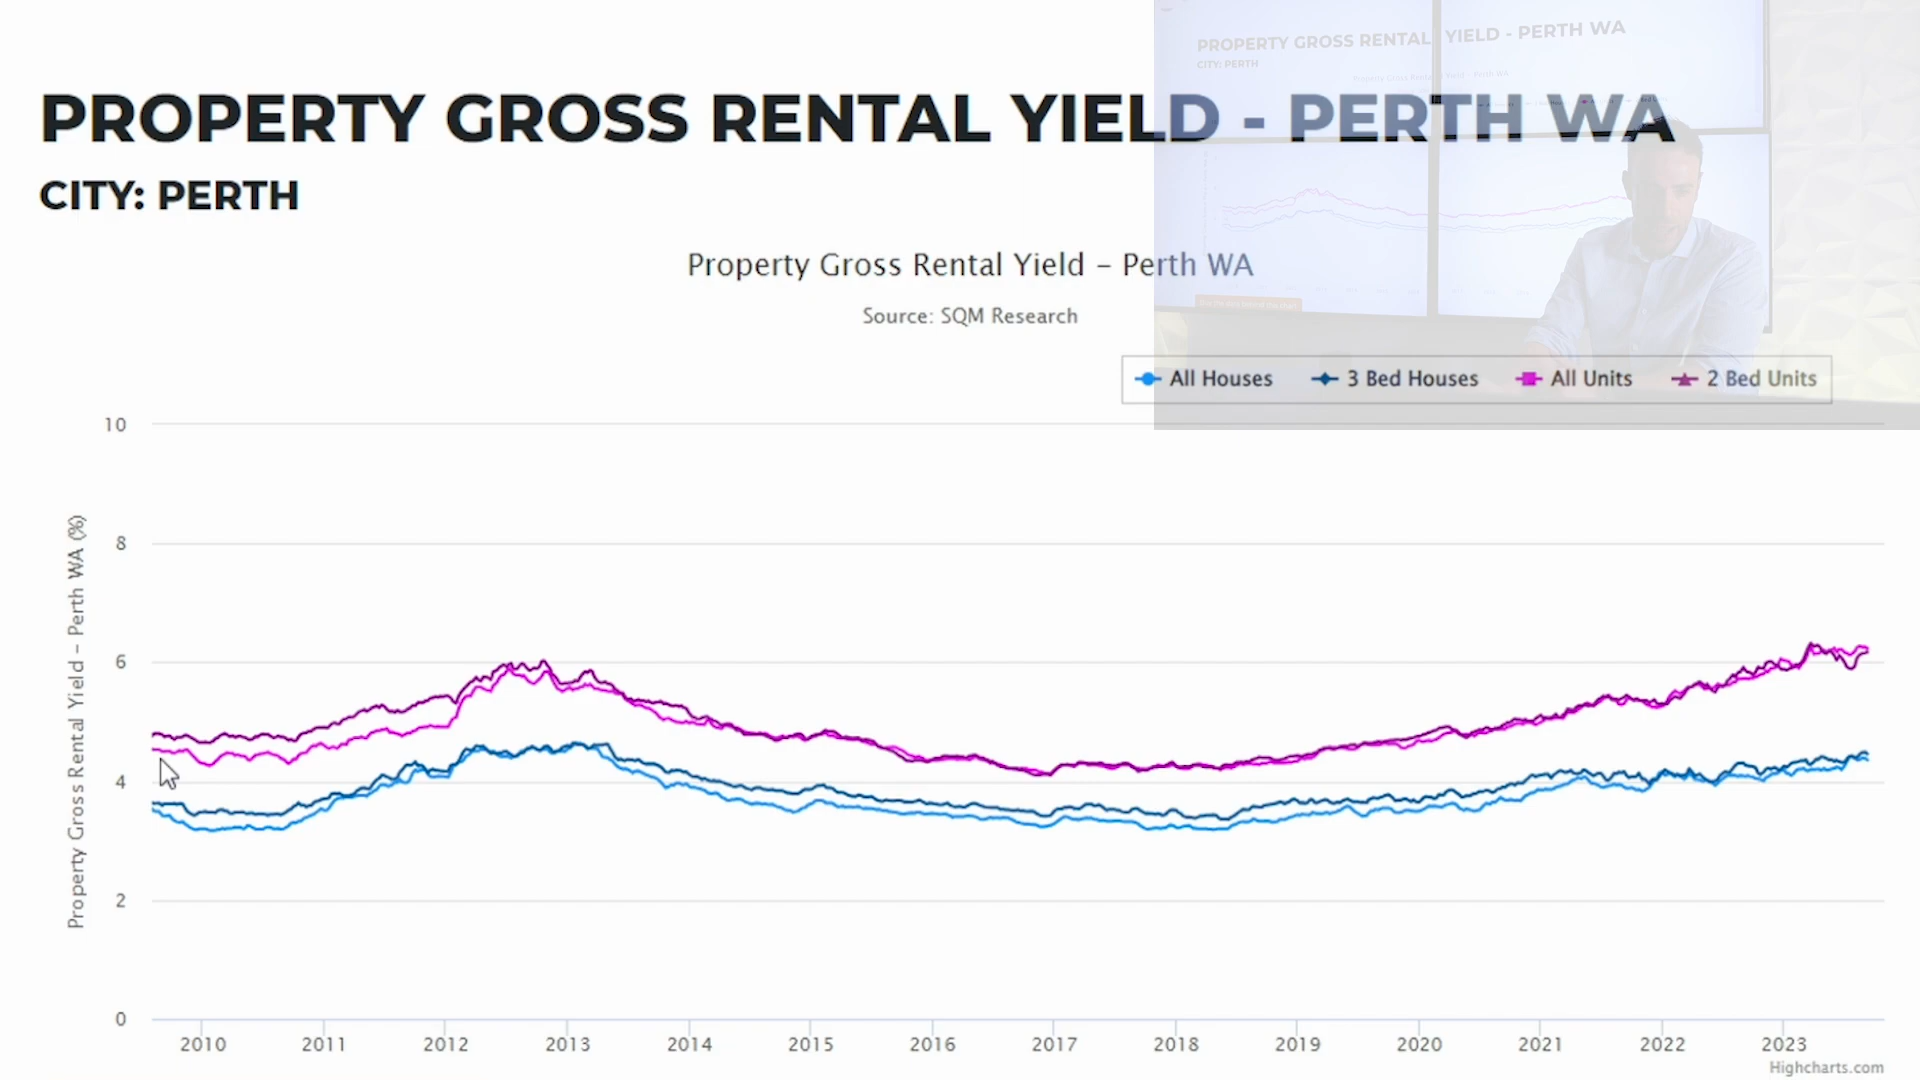 PROPERTY GROSS RENTAL YIELD - PERTH WA
CITY: PERTH
PROPERTY GROSS RENTAL YIELD - PERTH WA
CITY: PERTH
Property Gross Rental Yield – Perth WA
Source: SQM Research
All Houses 3 Bed Houses All Units 2 Bed Units
Property Gross Rental Yield – Perth WA (%)
10
8
6
4
2
0
2010 2011 2012 2013 2014 2015 2016 2017 2018 2019 2020 2021 2022 2023
Highcharts.com